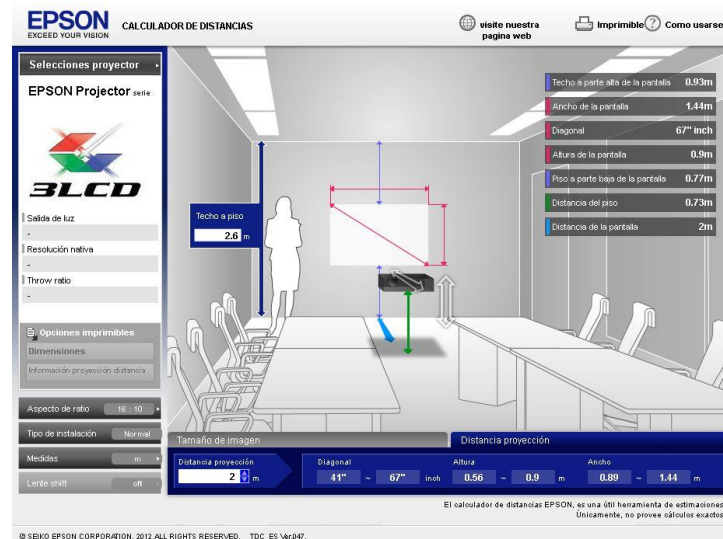 EPSON
EXCEED YOUR VISION
CALCULADOR DE DISTANCIAS
visite nuestra
pagina web
Imprimible
? Como usarse
Selecciones proyector
EPSON Projector serie
3LCD
Salida de luz
-
Resolución nativa
-
Throw ratio
-
Opciones imprimibles
Dimensiones
Información proyección distancia
Aspecto de ratio 16 : 10
Tipo de instalación Normal
Medidas m
Lente shift off
Techo a piso
2.6 m
Techo a parte alta de la pantalla 0.93m
Ancho de la pantalla 1.44m
Diagonal 67" inch
Altura de la pantalla 0.9m
Piso a parte baja de la pantalla 0.77m
Distancia del piso 0.73m
Distancia de la pantalla 2m
Tamaño de imagen
Distancia proyección
Distancia proyección
2 m
Diagonal
41" ~ 67" inch
Altura
0.56 ~ 0.9 m
Ancho
0.89 ~ 1.44 m
El calculador de distancias EPSON, es una útil herramienta de estimaciones
Únicamente, no provee cálculos exactos
© SEIKO EPSON CORPORATION. 2012.ALL RIGHTS RESERVED. TDC_ES Ver.047.